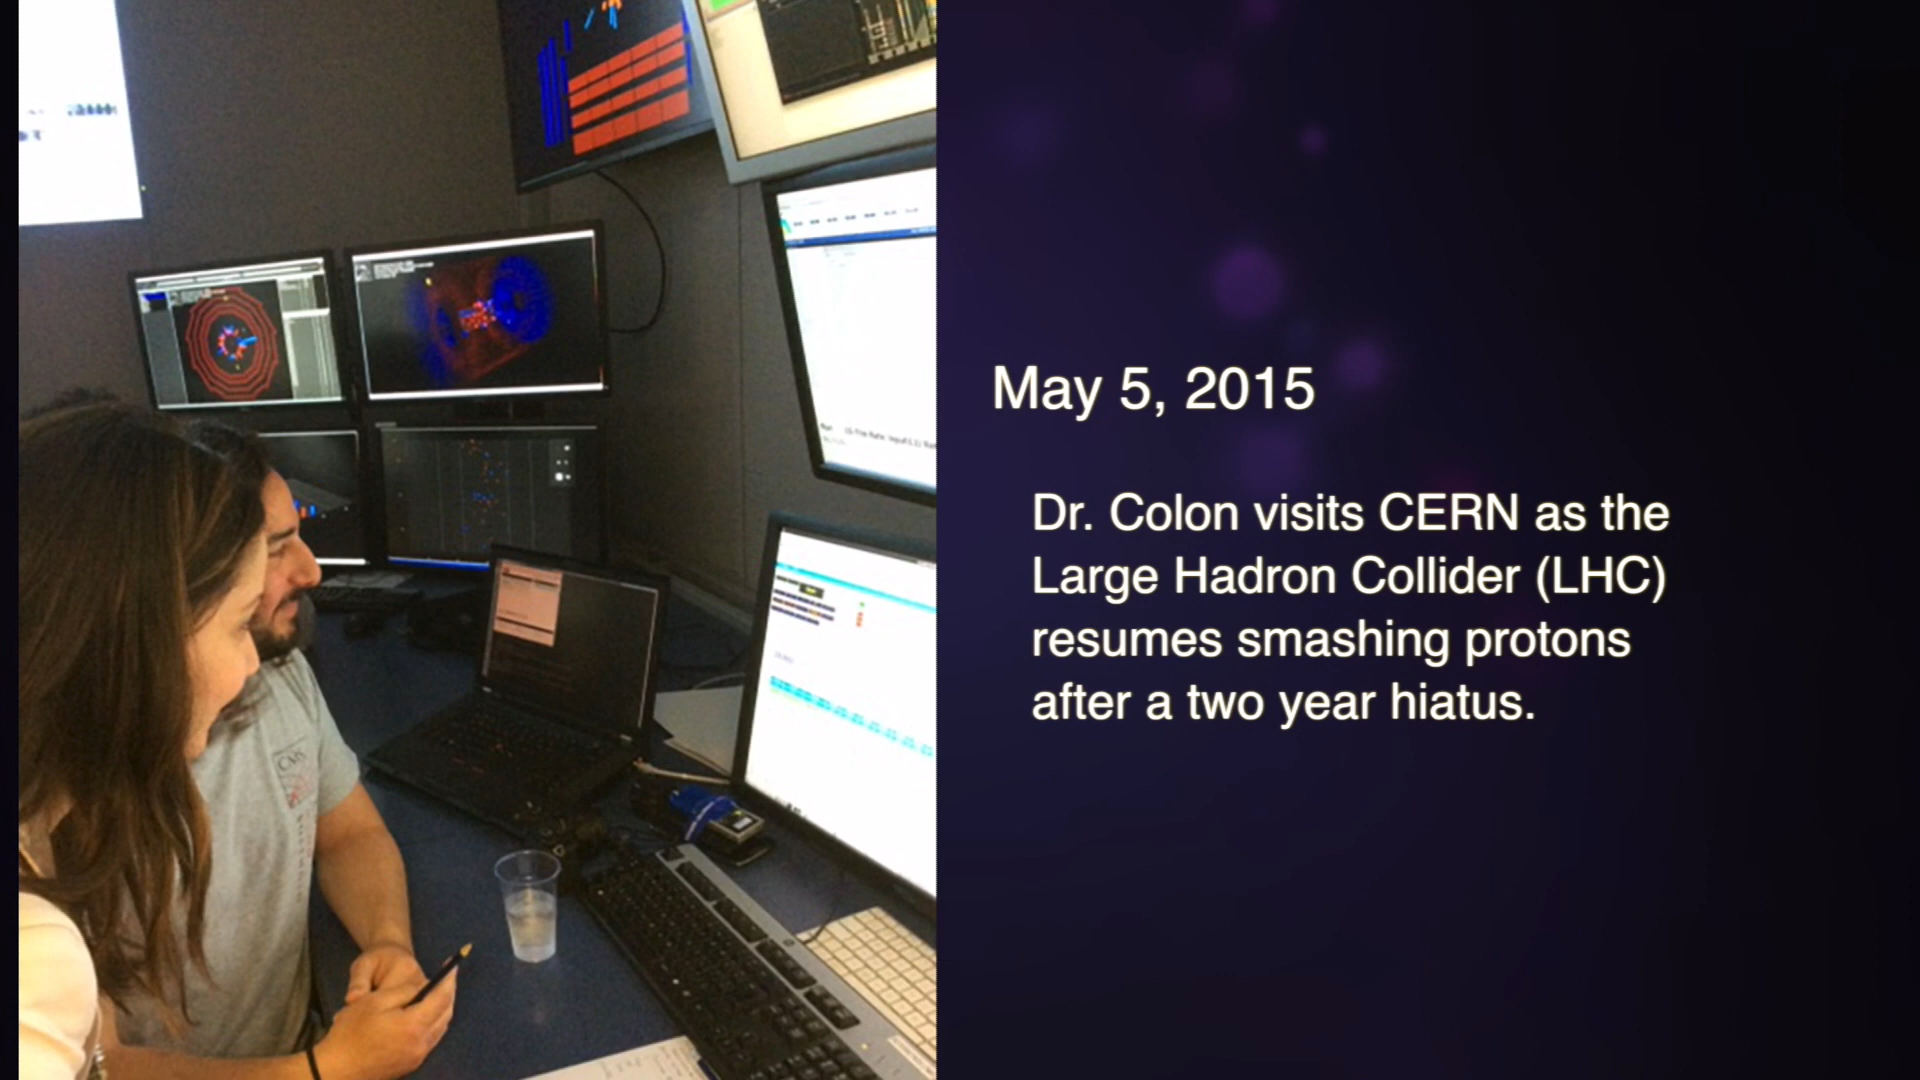 May 5, 2015
Dr. Colon visits CERN as the
Large Hadron Collider (LHC)
resumes smashing protons
after a two year hiatus.
CMS